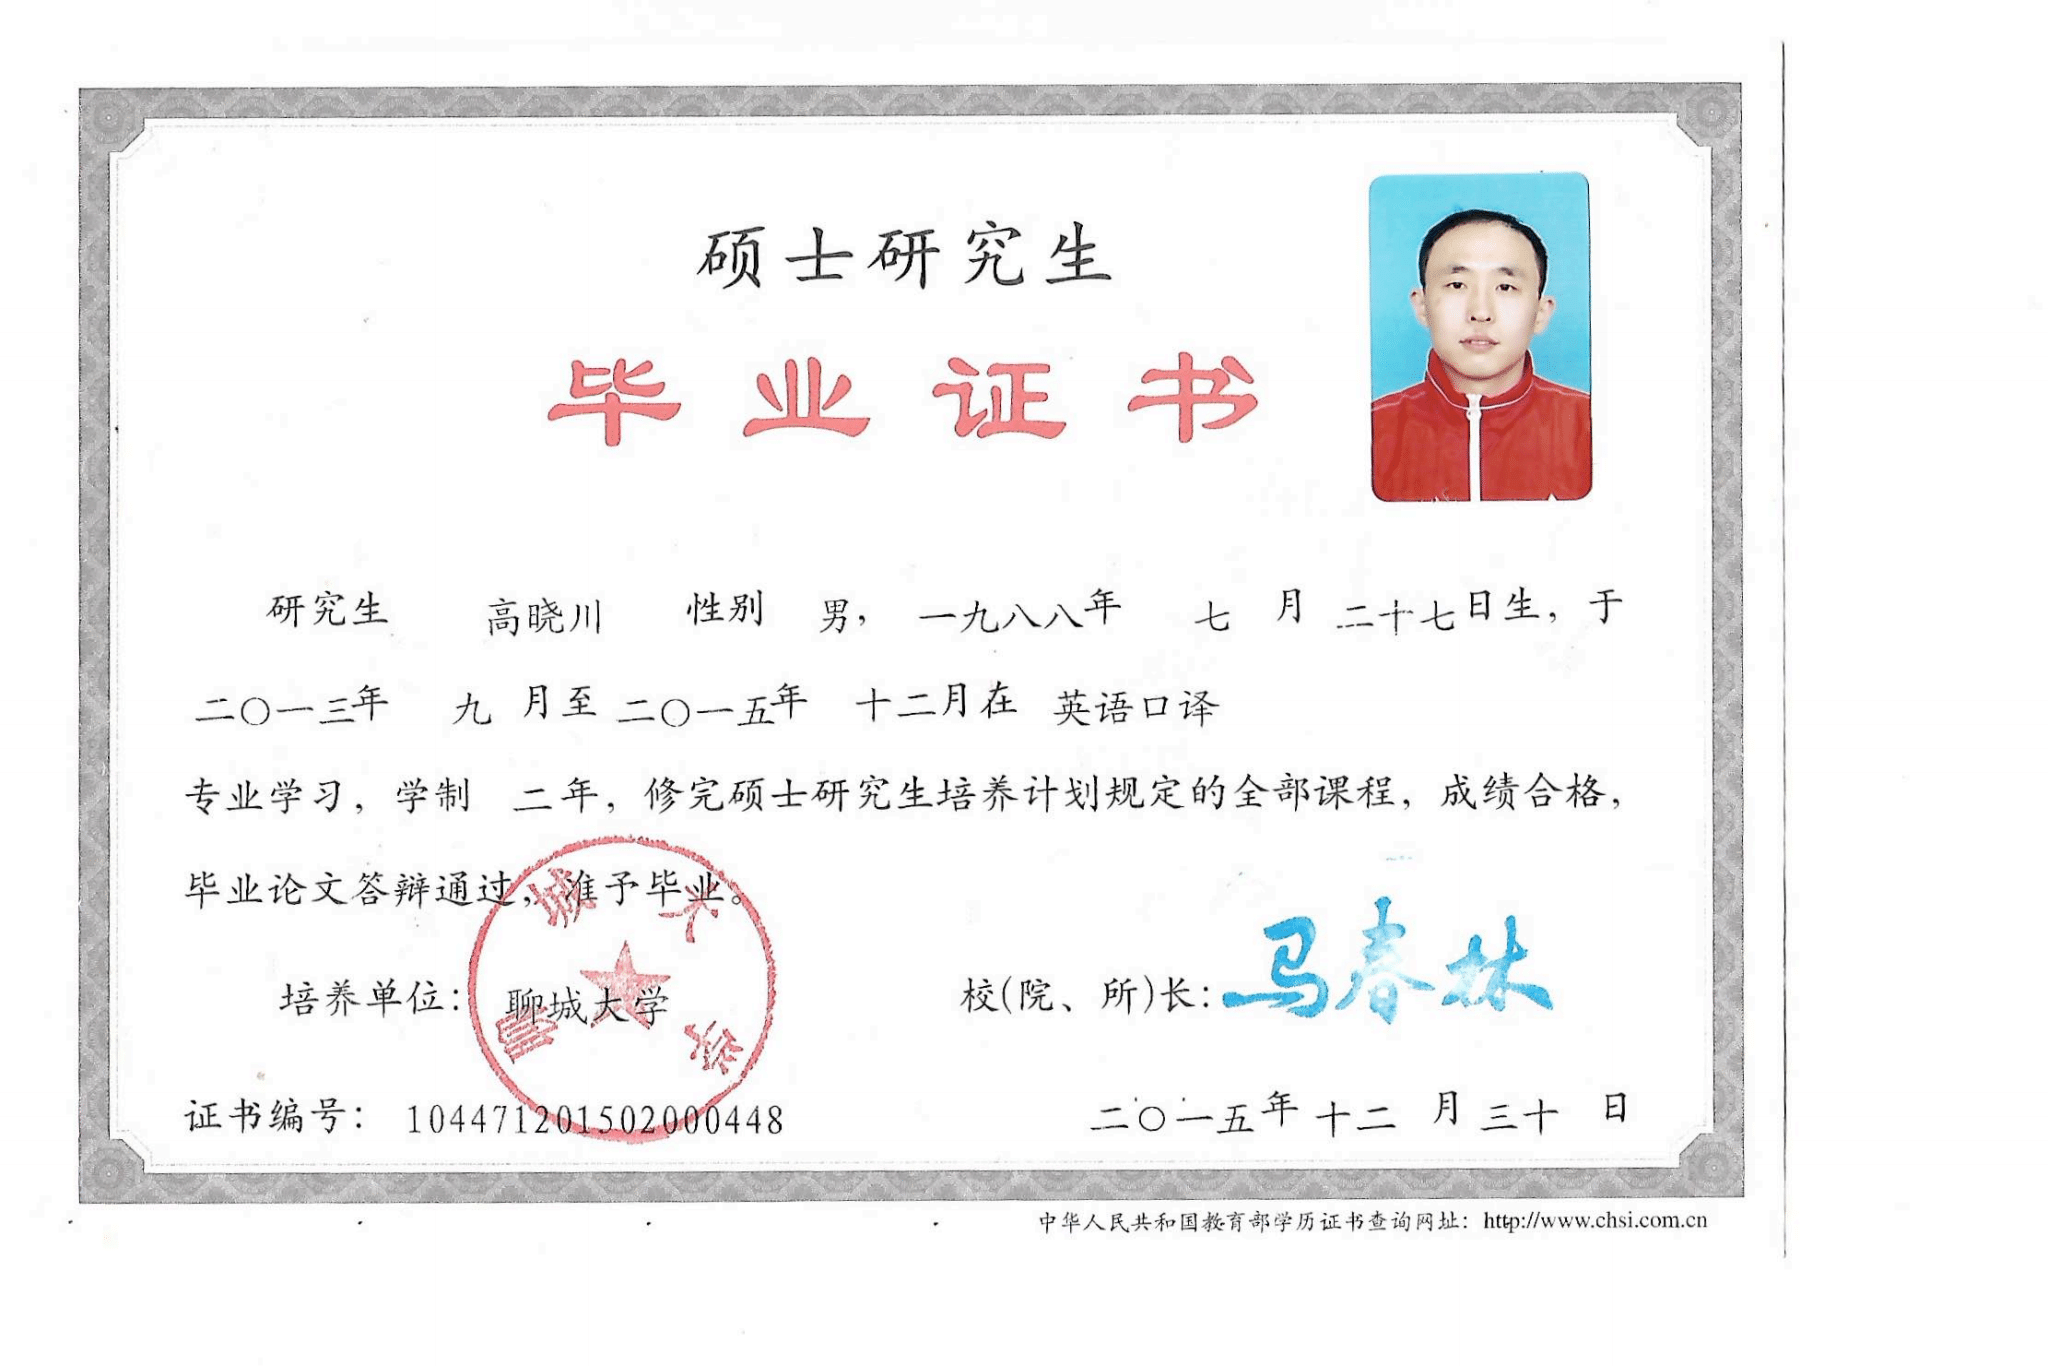 硕士研究生
毕业证书
研究生 高晓川 性别 男，一九八八年 七 月 二十七日生，于
二〇一三年 九 月至二〇一五年 十二月在 英语口译
专业学习，学制 二年，修完硕士研究生培养计划规定的全部课程，成绩合格，
毕业论文答辩通过，准予毕业。
聊城大学
培养单位：聊城大学
校(院、所)长：马春林
证书编号：104471201502000448
二〇一五年十二 月三十 日
中华人民共和国教育部学历证书查询网址：http://www.chsi.com.cn